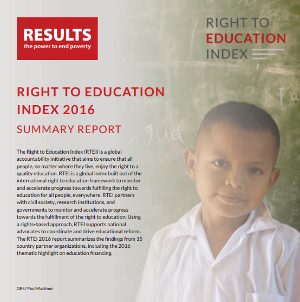 RESULTS
the power to end poverty
RIGHT TO
EDUCATION
INDEX
RIGHT TO EDUCATION
INDEX 2016
SUMMARY REPORT
The Right to Education Index (RTEI) is a global
accountability initiative that aims to ensure that all
people, no matter where they live, enjoy the right to a
quality education. RTEI is a global index built out of the
international right to education framework to monitor
and accelerate progress towards fulfilling the right to
education for all people, everywhere. RTEI partners
with civil society, research institutions, and
governments to monitor and accelerate progress
towards the fulfillment of the right to education. Using
a rights-based approach, RTEI supports national
advocates to coordinate and drive educational reform.
The RTEI 2016 report summarizes the findings from 15
country partner organizations, including the 2016
thematic highlight on education financing.
GPE/ Paul Martinez